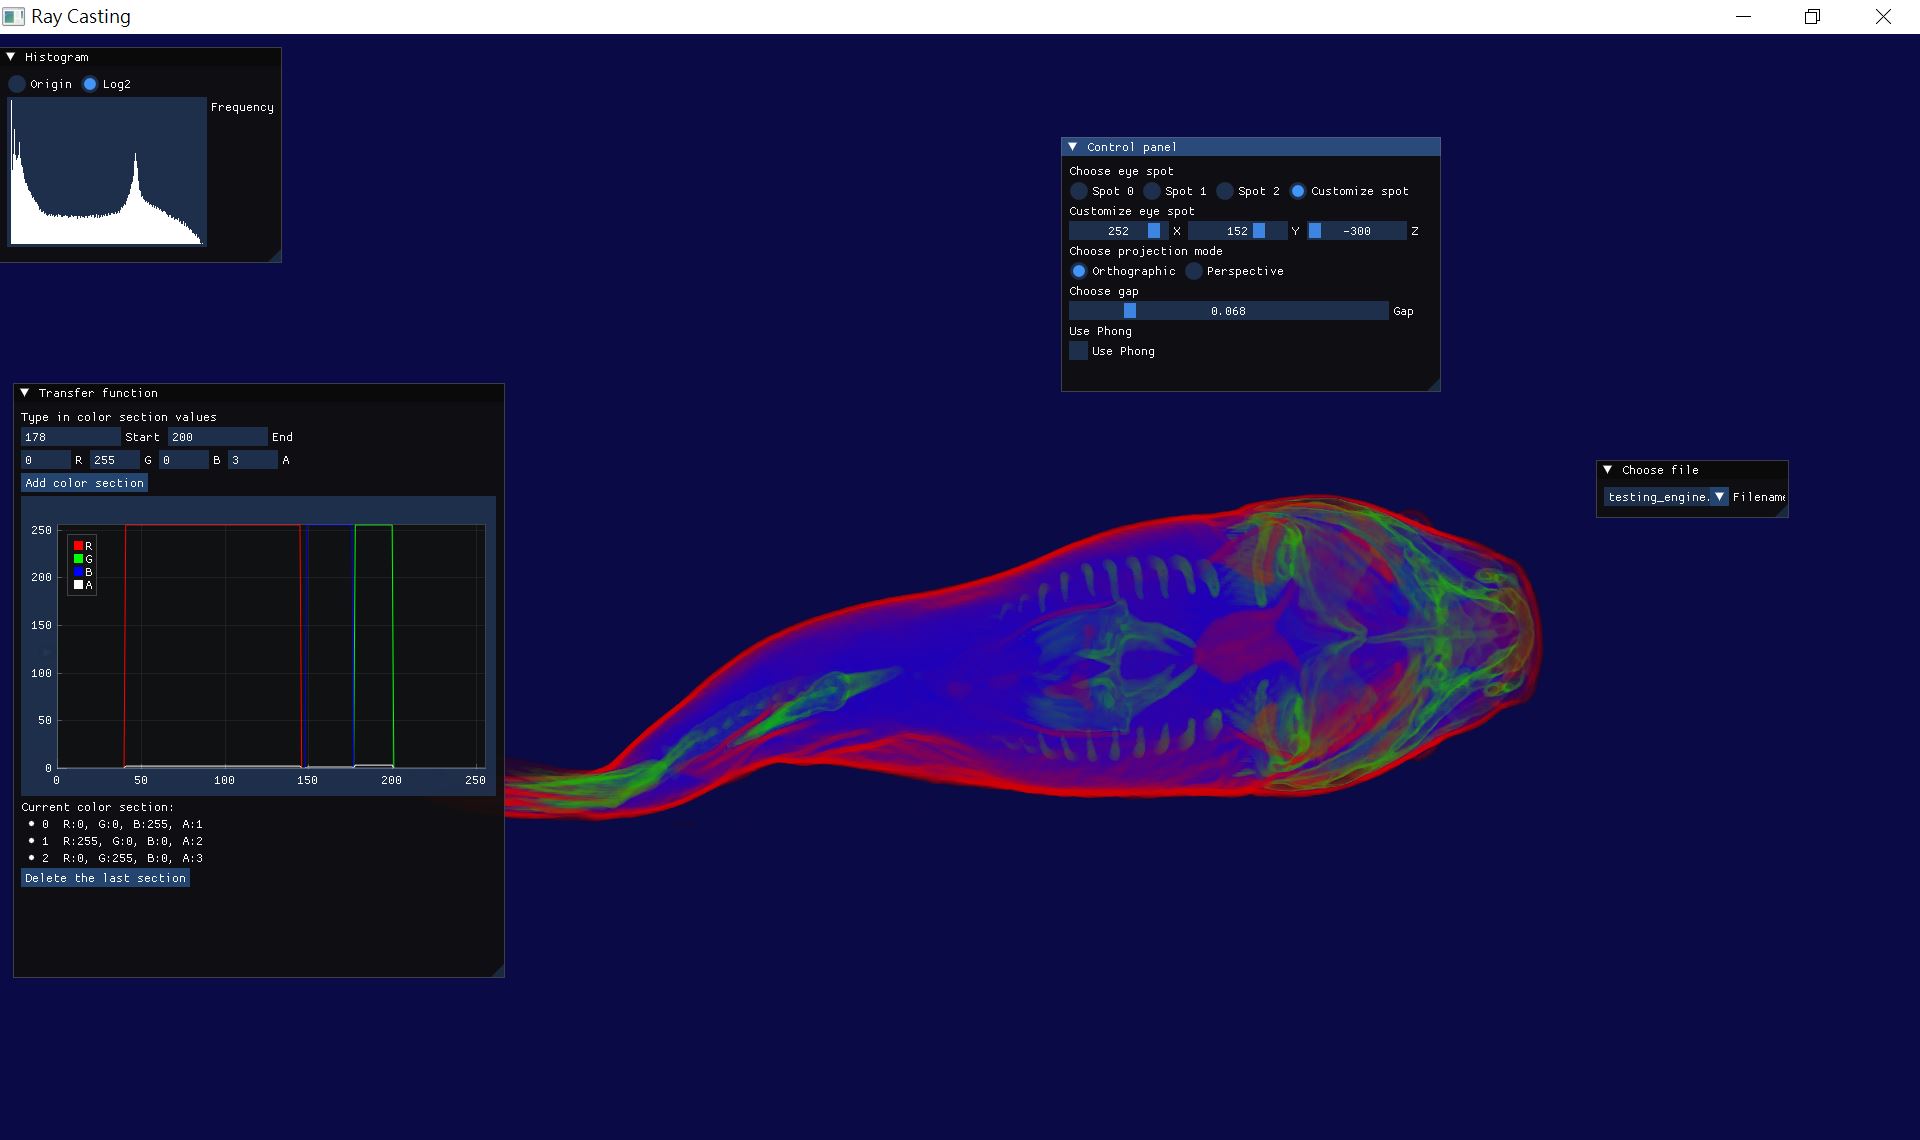 Ray Casting
Histogram
Origin Log2
Frequency
Control panel
Choose eye spot
Spot 0 Spot 1 Spot 2 Customize spot
Customize eye spot
252 X 152 Y -300 Z
Choose projection mode
Orthographic Perspective
Choose gap
0.068 Gap
Use Phong
Use Phong
Transfer function
Type in color section values
178 Start 200 End
0 R 255 G 0 B 3 A
Add color section
250
200
150
100
50
0
R
G
B
A
0 50 100 150 200 250
Current color section:
0 R:0, G:0, B:255, A:1
1 R:255, G:0, B:0, A:2
2 R:0, G:255, B:0, A:3
Delete the last section
Choose file
testing_engine. Filename